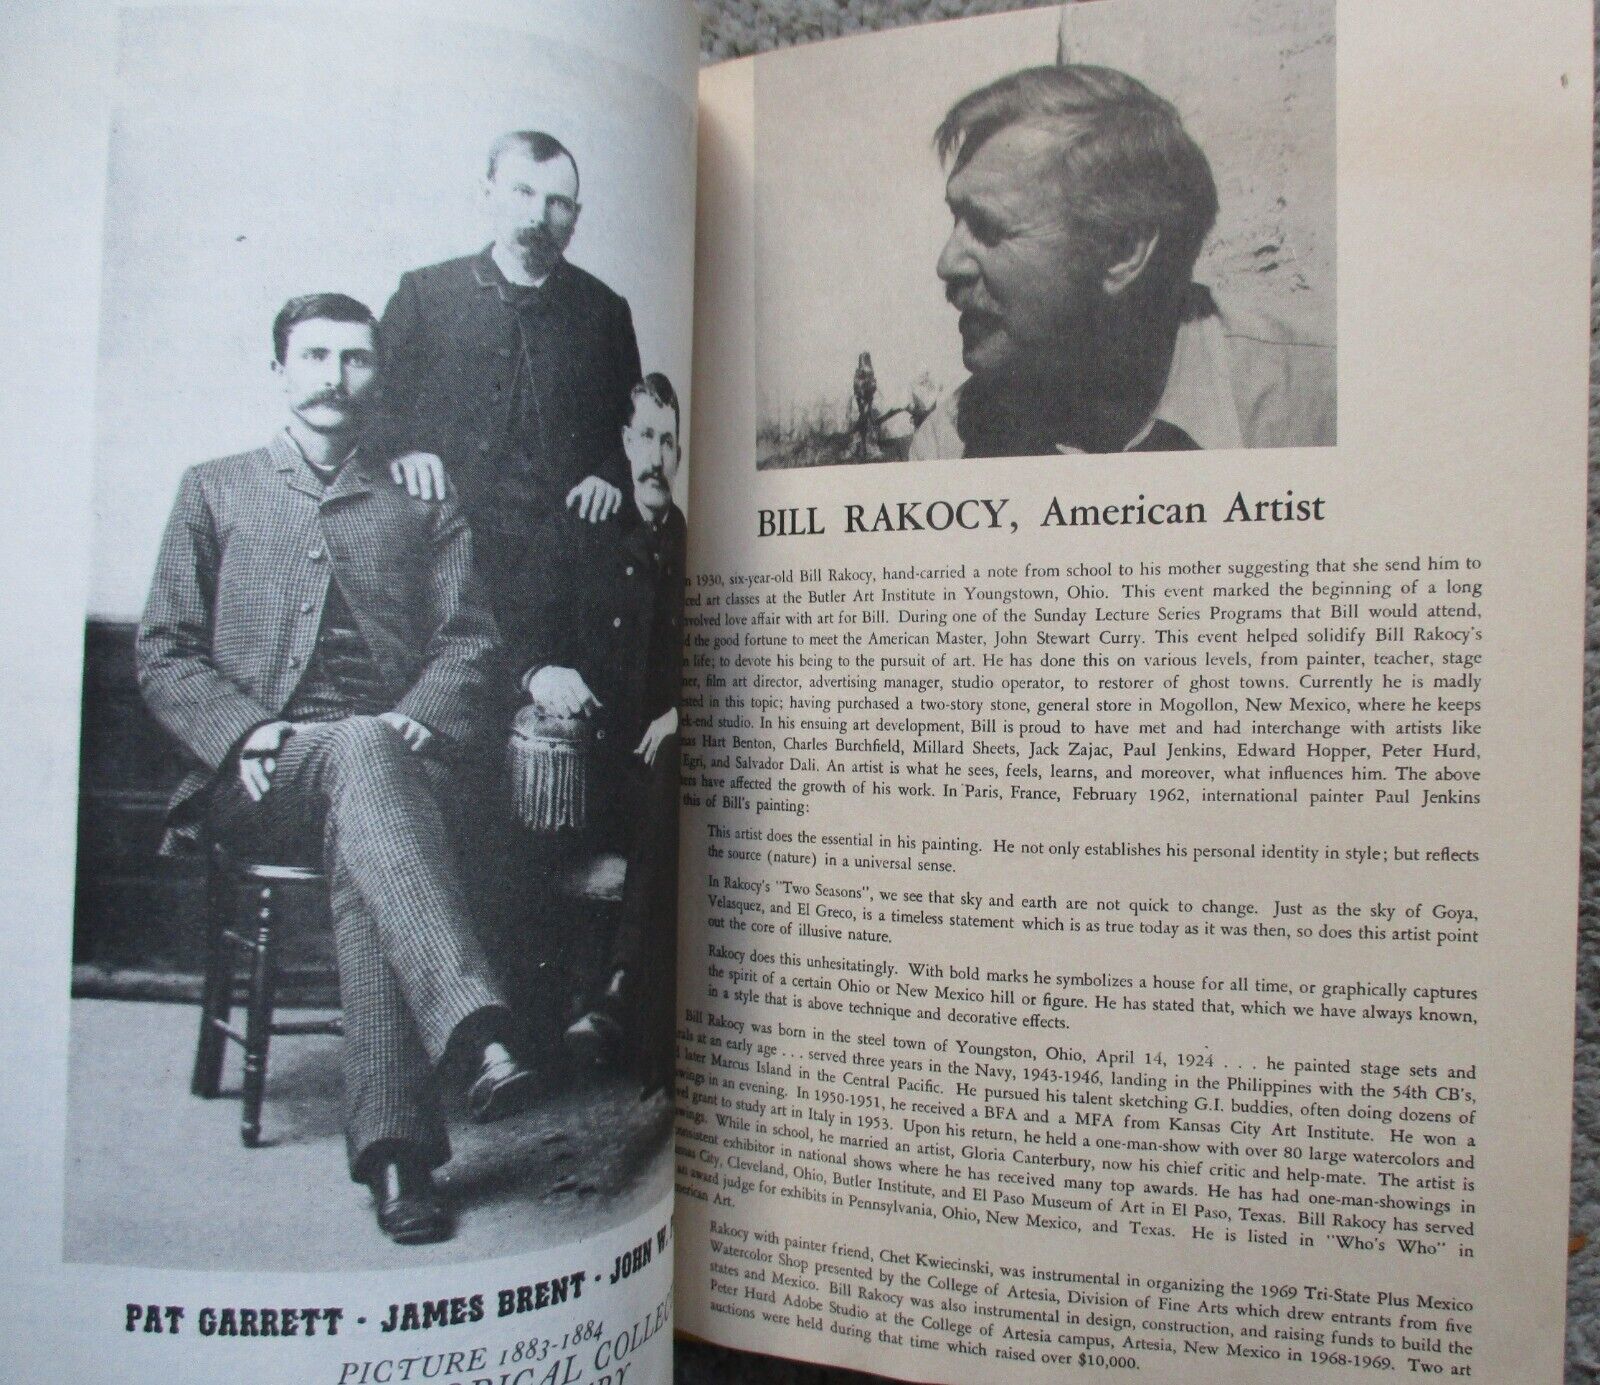 PAT GARRETT - JAMES BRENT - JOHN W.
PICTURE 1883-1884
COLLEC
BILL RAKOCY, American Artist
1930, six-year-old Bill Rakocy, hand-carried a note from school to his mother suggesting that she send him to
art classes at the Butler Art Institute in Youngstown, Ohio. This event marked the beginning of a long
love affair with art for Bill. During one of the Sunday Lecture Series Programs that Bill would attend,
the good fortune to meet the American Master, John Stewart Curry. This event helped solidify Bill Rakocy's
life; to devote his being to the pursuit of art. He has done this on various levels, from painter, teacher, stage
film art director, advertising manager, studio operator, to restorer of ghost towns. Currently he is madly
in this topic; having purchased a two-story stone, general store in Mogollon, New Mexico, where he keeps
studio. In his ensuing art development, Bill is proud to have met and had interchange with artists like
Hart Benton, Charles Burchfield, Millard Sheets, Jack Zajac, Paul Jenkins, Edward Hopper, Peter Hurd,
Egri, and Salvador Dali. An artist is what he sees, feels, learns, and moreover, what influences him. The above
have affected the growth of his work. In Paris, France, February 1962, international painter Paul Jenkins
this of Bill's painting:
This artist does the essential in his painting. He not only establishes his personal identity in style; but reflects
the source (nature) in a universal sense.
In Rakocy's "Two Seasons", we see that sky and earth are not quick to change. Just as the sky of Goya,
Velasquez, and El Greco, is a timeless statement which is as true today as it was then, so does this artist point
out the core of illusive nature.
Rakocy does this unhesitatingly. With bold marks he symbolizes a house for all time, or graphically captures
the spirit of a certain Ohio or New Mexico hill or figure. He has stated that, which we have always known,
in a style that is above technique and decorative effects.
Bill Rakocy was born in the steel town of Youngston, Ohio, April 14, 1924 . . . he painted stage sets and
at an early age . . . served three years in the Navy, 1943-1946, landing in the Philippines with the 54th CB's,
later Marcus Island in the Central Pacific. He pursued his talent sketching G.I. buddies, often doing dozens of
in an evening. In 1950-1951, he received a BFA and a MFA from Kansas City Art Institute. He won a
grant to study art in Italy in 1953. Upon his return, he held a one-man-show with over 80 large watercolors and
While in school, he married an artist, Gloria Canterbury, now his chief critic and help-mate. The artist is
exhibitor in national shows where he has received many top awards. He has had one-man-showings in
City, Cleveland, Ohio, Butler Institute, and El Paso Museum of Art in El Paso, Texas. Bill Rakocy has served
an award judge for exhibits in Pennsylvania, Ohio, New Mexico, and Texas. He is listed in "Who's Who" in
Art.
Rakocy with painter friend, Chet Kwiecinski, was instrumental in organizing the 1969 Tri-State Plus Mexico
Watercolor Shop presented by the College of Artesia, Division of Fine Arts which drew entrants from five
states and Mexico. Bill Rakocy was also instrumental in design, construction, and raising funds to build the
Peter Hurd Adobe Studio at the College of Artesia campus, Artesia, New Mexico in 1968-1969. Two art
auctions were held during that time which raised over $10,000.